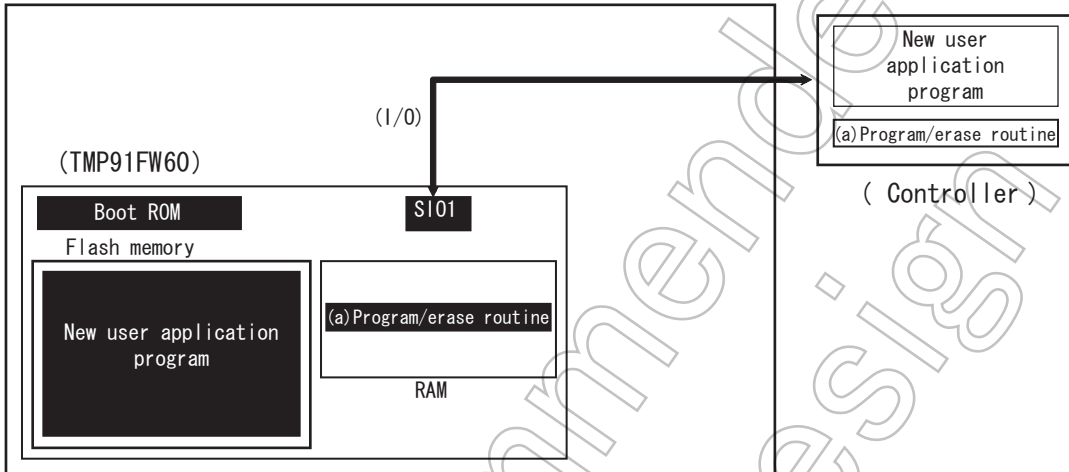 New user
application
program
(I/O)
(a)Program/erase routine
(TMP91FW60)
( Controller )
Boot ROM
SIO1
Flash memory
New user application
program
(a)Program/erase routine
RAM